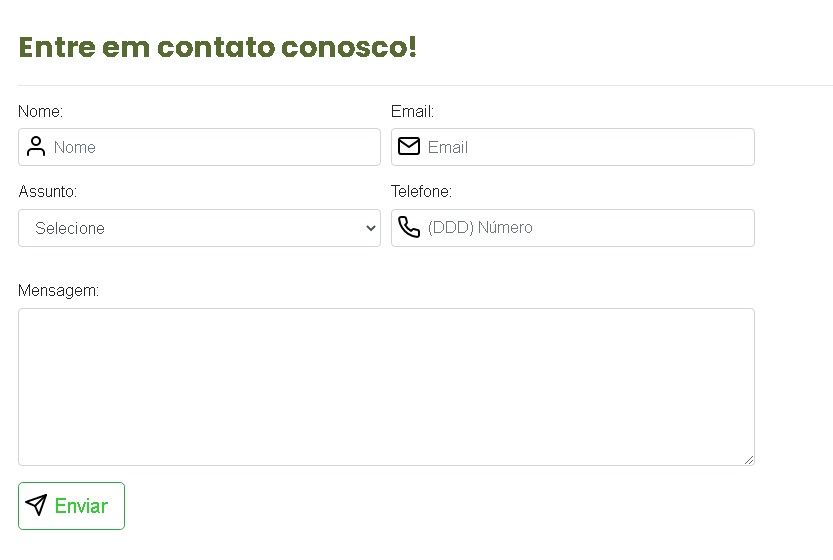 Entre em contato conosco!
Nome:
Email:
Nome
Email
Assunto:
Telefone:
Selecione
(DDD) Número
Mensagem:
Enviar